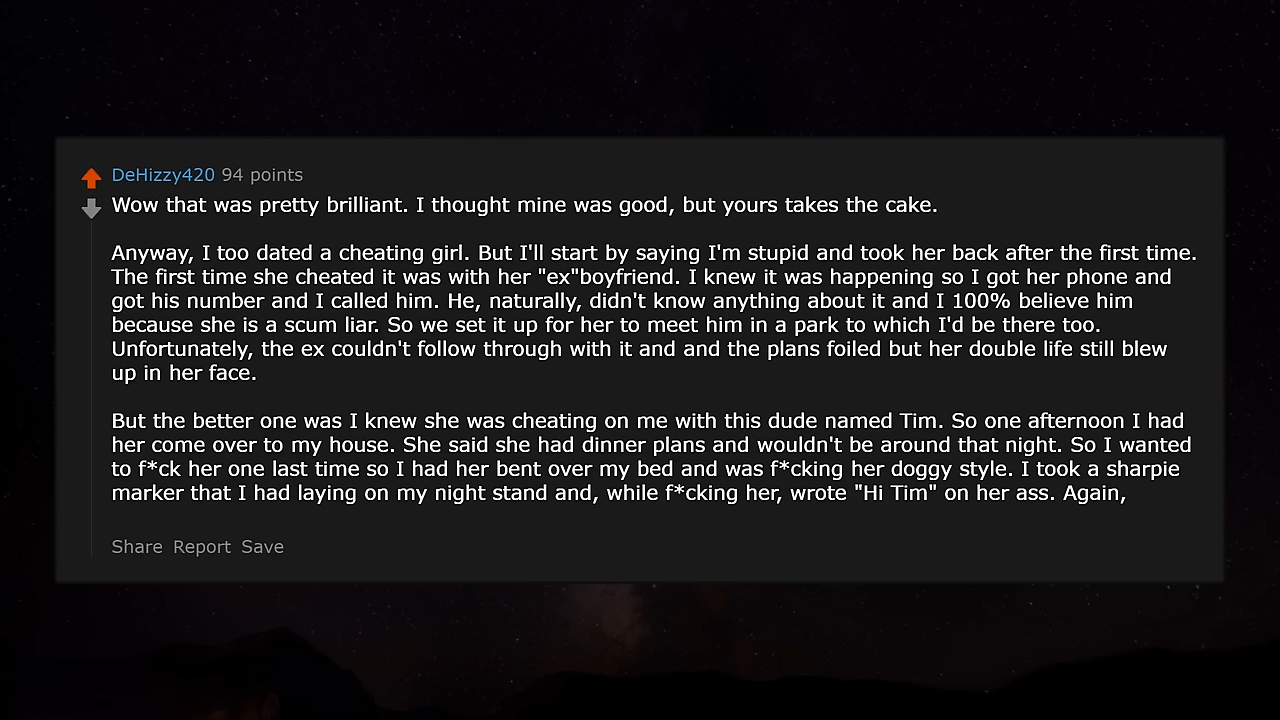 DeHizzy420 94 points
Wow that was pretty brilliant. I thought mine was good, but yours takes the cake.
Anyway, I too dated a cheating girl. But I'll start by saying I'm stupid and took her back after the first time.
The first time she cheated it was with her "ex"boyfriend. I knew it was happening so I got her phone and
got his number and I called him. He, naturally, didn't know anything about it and I 100% believe him
because she is a scum liar. So we set it up for her to meet him in a park to which I'd be there too.
Unfortunately, the ex couldn't follow through with it and and the plans foiled but her double life still blew
up in her face.
But the better one was I knew she was cheating on me with this dude named Tim. So one afternoon I had
her come over to my house. She said she had dinner plans and wouldn't be around that night. So I wanted
to f*ck her one last time so I had her bent over my bed and was f*cking her doggy style. I took a sharpie
marker that I had laying on my night stand and, while f*cking her, wrote "Hi Tim" on her ass. Again,
Share Report Save